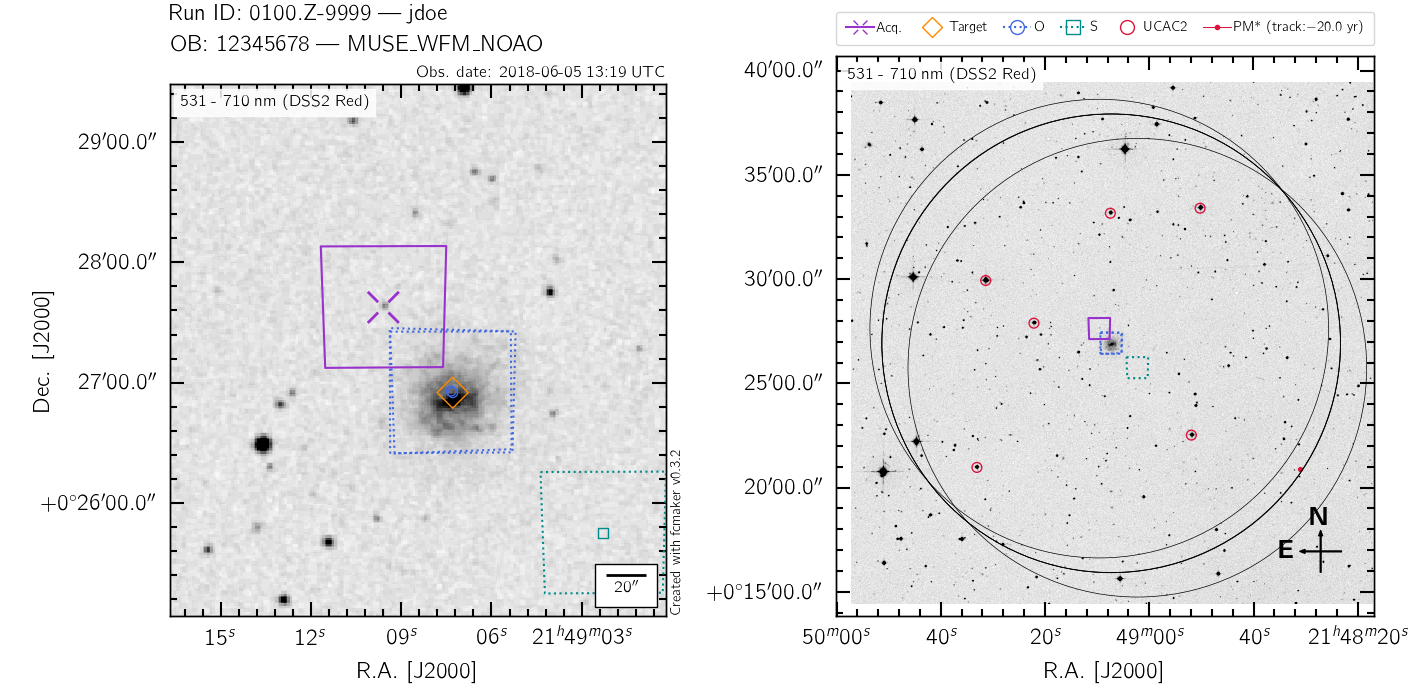 Run ID: 0100.Z-9999 — jdoe
OB: 12345678 — MUSE_WFM_NOAO
Obs. date: 2018-06-05 13:19 UTC
531 - 710 nm (DSS2 Red)
29′00.0″
28′00.0″
27′00.0″
+0°26′00.0″
Dec. [J2000]
20″
Created with fcmaker v0.3.2
15ˢ 12ˢ 09ˢ 06ˢ 21ʰ49ᵐ03ˢ
R.A. [J2000]
Acq. Target O S UCAC2 PM* (track:−20.0 yr)
531 - 710 nm (DSS2 Red)
40′00.0″
35′00.0″
30′00.0″
25′00.0″
20′00.0″
+0°15′00.0″
N
E
50ᵐ00ˢ 40ˢ 20ˢ 49ᵐ00ˢ 40ˢ 21ʰ48ᵐ20ˢ
R.A. [J2000]